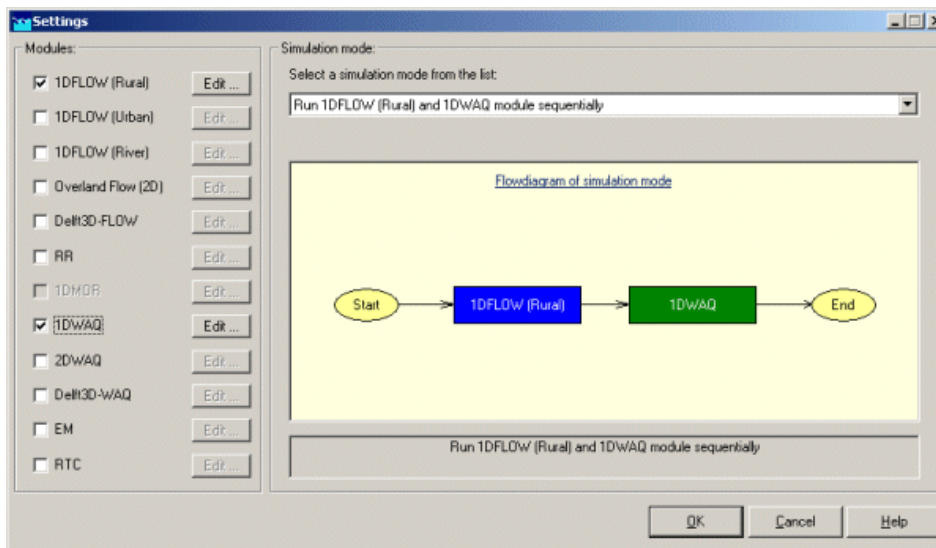 Settings
Modules:
1DFLOW (Rural) Edit ...
1DFLOW (Urban) Edit ...
1DFLOW (River) Edit ...
Overland Flow (2D) Edit ...
Delft3D-FLOW Edit ...
RR Edit ...
1DMOR Edit ...
1DWAQ Edit ...
2DWAQ Edit ...
Delft3D-WAQ Edit ...
EM Edit ...
RTC Edit ...
Simulation mode:
Select a simulation mode from the list:
Run 1DFLOW (Rural) and 1DWAQ module sequentially
Flowdiagram of simulation mode
Start 1DFLOW (Rural) 1DWAQ End
Run 1DFLOW (Rural) and 1DWAQ module sequentially
OK Cancel Help